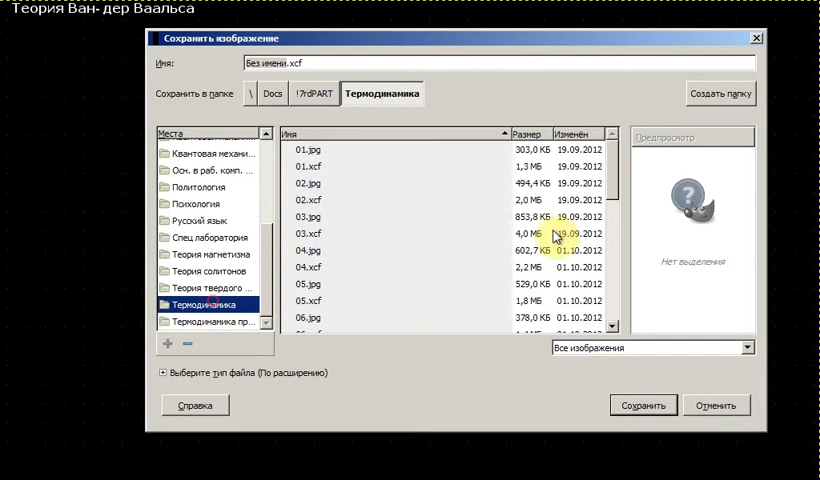 Теория Ван-дер Ваальса
Сохранить изображение
Имя: Без имени.xcf
Сохранить в папке \ Docs !7rdPART Термодинамика Создать папку
Места Имя Размер Изменён Предпросмотр
Квантовая механи...
Осн. в раб. комп. ...
Политология
Психология
Русский язык
Спец лаборатория
Теория магнетизма
Теория солитонов
Теория твердого ...
Термодинамика
Термодинамика пр...
01.jpg 303,0 КБ 19.09.2012
01.xcf 1,3 МБ 19.09.2012
02.jpg 494,4 КБ 19.09.2012
02.xcf 2,0 МБ 19.09.2012
03.jpg 853,8 КБ 19.09.2012
03.xcf 4,0 МБ 19.09.2012
04.jpg 602,7 КБ 01.10.2012
04.xcf 2,2 МБ 01.10.2012
05.jpg 529,0 КБ 01.10.2012
05.xcf 1,8 МБ 01.10.2012
06.jpg 378,0 КБ 01.10.2012
Нет выделения
Все изображения
Выберите тип файла (По расширению)
Справка Сохранить Отменить